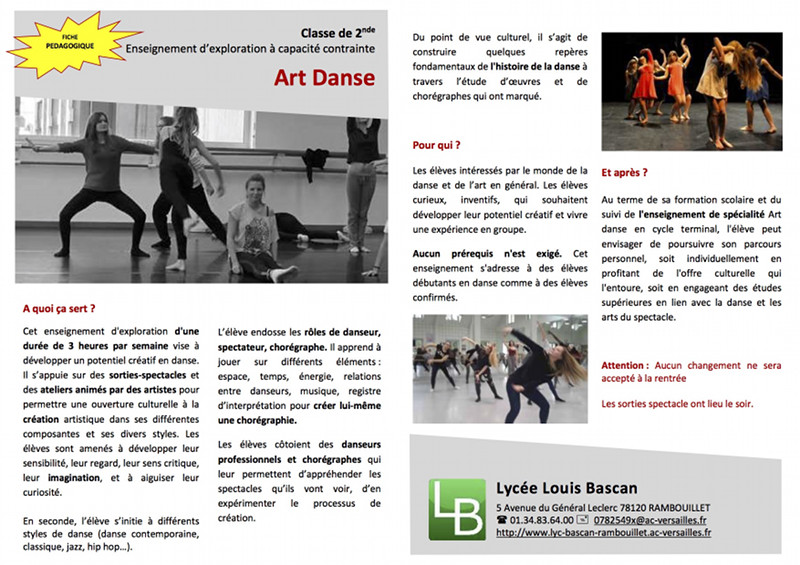 FICHE
PEDAGOGIQUE
Classe de 2nde
Enseignement d'exploration à capacité contrainte
Art Danse
A quoi ça sert ?
Cet enseignement d'exploration d'une
durée de 3 heures par semaine vise à
développer un potentiel créatif en danse.
Il s'appuie sur des sorties-spectacles et
des ateliers animés par des artistes pour
permettre une ouverture culturelle à la
création artistique dans ses différentes
composantes et ses divers styles. Les
élèves sont amenés à développer leur
sensibilité, leur regard, leur sens critique,
leur imagination, et à aiguiser leur
curiosité.
En seconde, l'élève s'initie à différents
styles de danse (danse contemporaine,
classique, jazz, hip hop...).
L'élève endosse les rôles de danseur,
spectateur, chorégraphe. Il apprend à
jouer sur différents éléments :
espace, temps, énergie, relations
entre danseurs, musique, registre
d'interprétation pour créer lui-même
une chorégraphie.
Les élèves côtoient des danseurs
professionnels et chorégraphes qui
leur permettent d'appréhender les
spectacles qu'ils vont voir, d'en
expérimenter le processus de
création.
Du point de vue culturel, il s'agit de
construire quelques repères
fondamentaux de l'histoire de la danse à
travers l'étude d'œuvres et de
chorégraphes qui ont marqué.
Pour qui ?
Les élèves intéressés par le monde de la
danse et de l'art en général. Les élèves
curieux, inventifs, qui souhaitent
développer leur potentiel créatif et vivre
une expérience en groupe.
Aucun prérequis n'est exigé. Cet
enseignement s'adresse à des élèves
débutants en danse comme à des élèves
confirmés.
Et après ?
Au terme de sa formation scolaire et du
suivi de l'enseignement de spécialité Art
danse en cycle terminal, l'élève peut
envisager de poursuivre son parcours
personnel, soit individuellement en
profitant de l'offre culturelle qui
l'entoure, soit en engageant des études
supérieures en lien avec la danse et les
arts du spectacle.
Attention : Aucun changement ne sera
accepté à la rentrée
Les sorties spectacle ont lieu le soir.
LB
Lycée Louis Bascan
5 Avenue du Général Leclerc 78120 RAMBOUILLET
☎ 01.34.83.64.00 🖃 0782549x@ac-versailles.fr
http://www.lyc-bascan-rambouillet.ac-versailles.fr